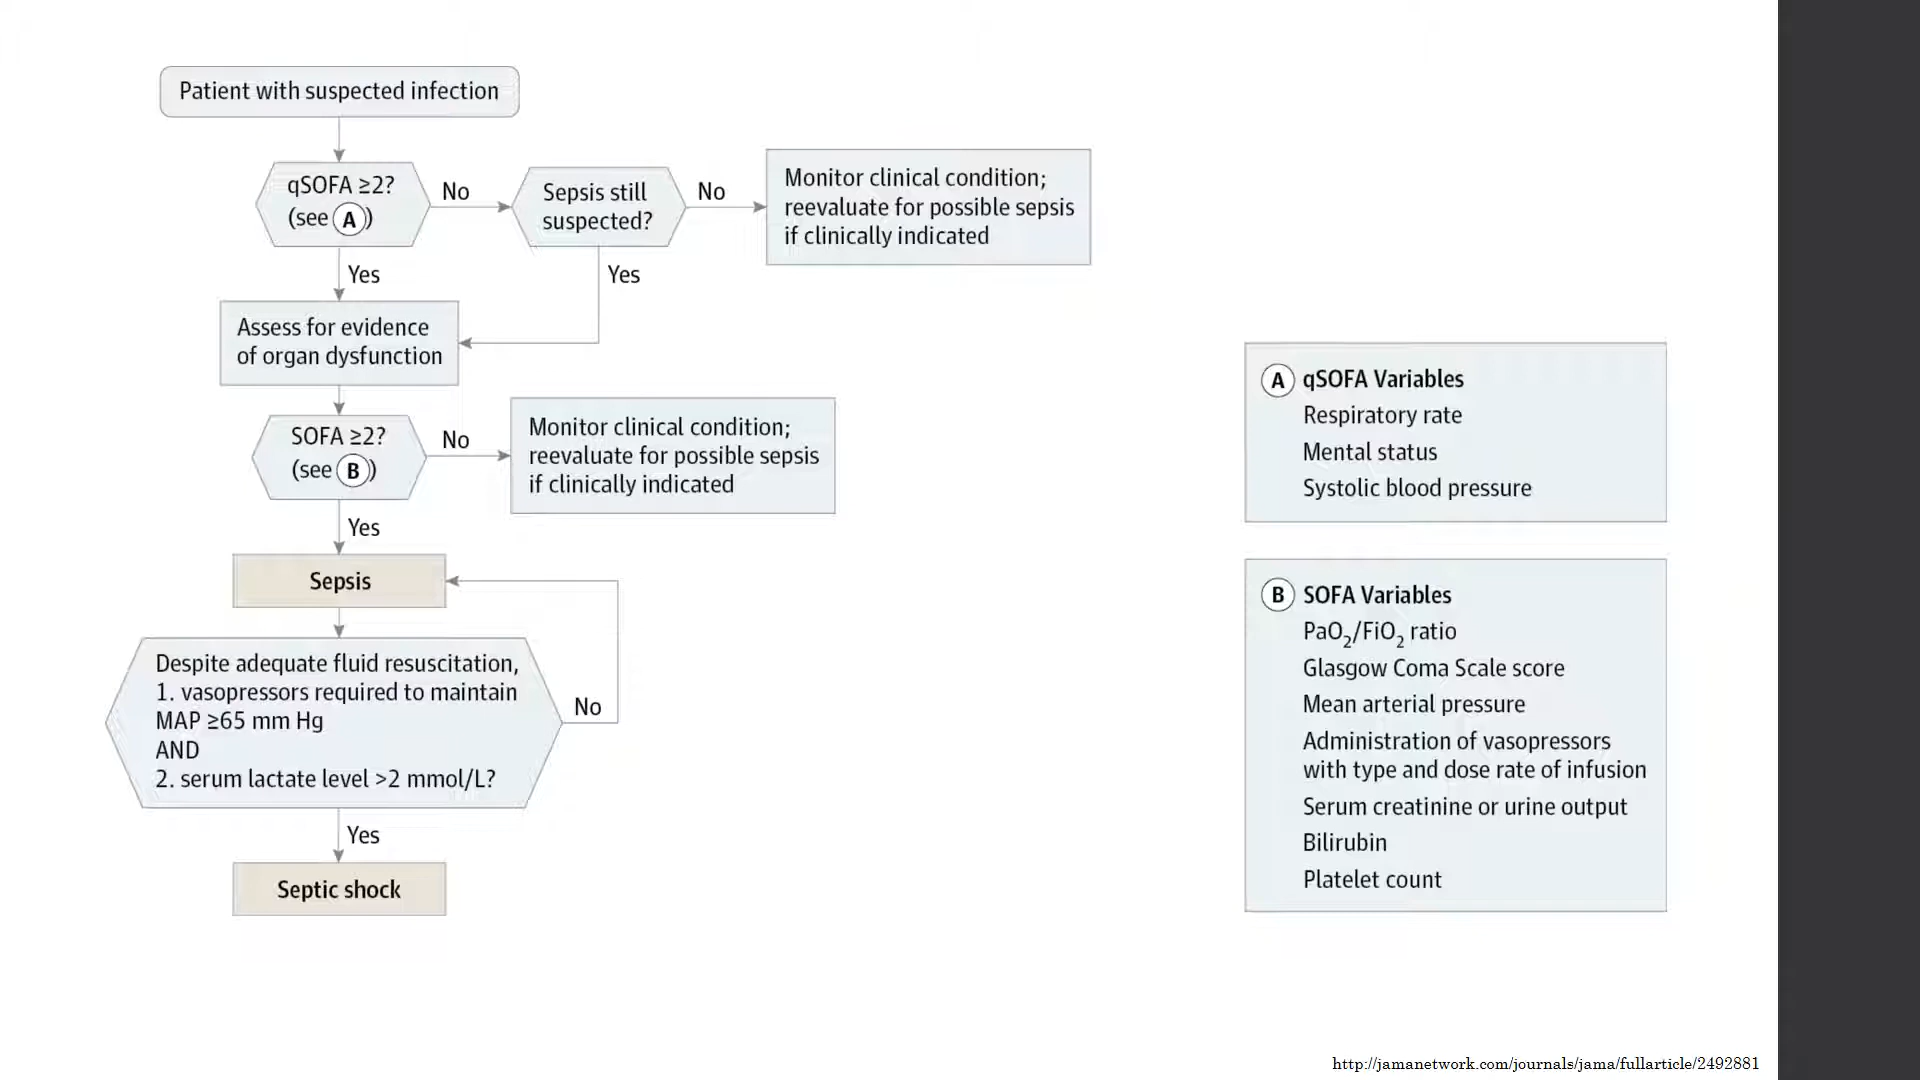 Patient with suspected infection
qSOFA ≥2?
(see A)
No
Sepsis still
suspected?
No
Monitor clinical condition;
reevaluate for possible sepsis
if clinically indicated
Yes
Yes
Assess for evidence
of organ dysfunction
SOFA ≥2?
(see B)
No
Monitor clinical condition;
reevaluate for possible sepsis
if clinically indicated
Yes
Sepsis
Despite adequate fluid resuscitation,
1. vasopressors required to maintain
MAP ≥65 mm Hg
AND
2. serum lactate level >2 mmol/L?
No
Yes
Septic shock
A qSOFA Variables
Respiratory rate
Mental status
Systolic blood pressure
B SOFA Variables
PaO2/FiO2 ratio
Glasgow Coma Scale score
Mean arterial pressure
Administration of vasopressors
with type and dose rate of infusion
Serum creatinine or urine output
Bilirubin
Platelet count
http://jamanetwork.com/journals/jama/fullarticle/2492881